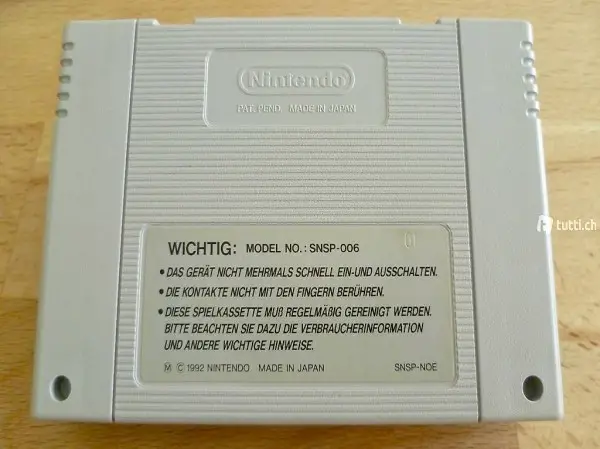 Nintendo
PAT. PEND. MADE IN JAPAN
tutti.ch
WICHTIG: MODEL NO.: SNSP-006
• DAS GERÄT NICHT MEHRMALS SCHNELL EIN-UND AUSSCHALTEN.
• DIE KONTAKTE NICHT MIT DEN FINGERN BERÜHREN.
• DIESE SPIELKASSETTE MUß REGELMÄßIG GEREINIGT WERDEN.
BITTE BEACHTEN SIE DAZU DIE VERBRAUCHERINFORMATION
UND ANDERE WICHTIGE HINWEISE.
Ⓜ © 1992 NINTENDO MADE IN JAPAN SNSP-NOE